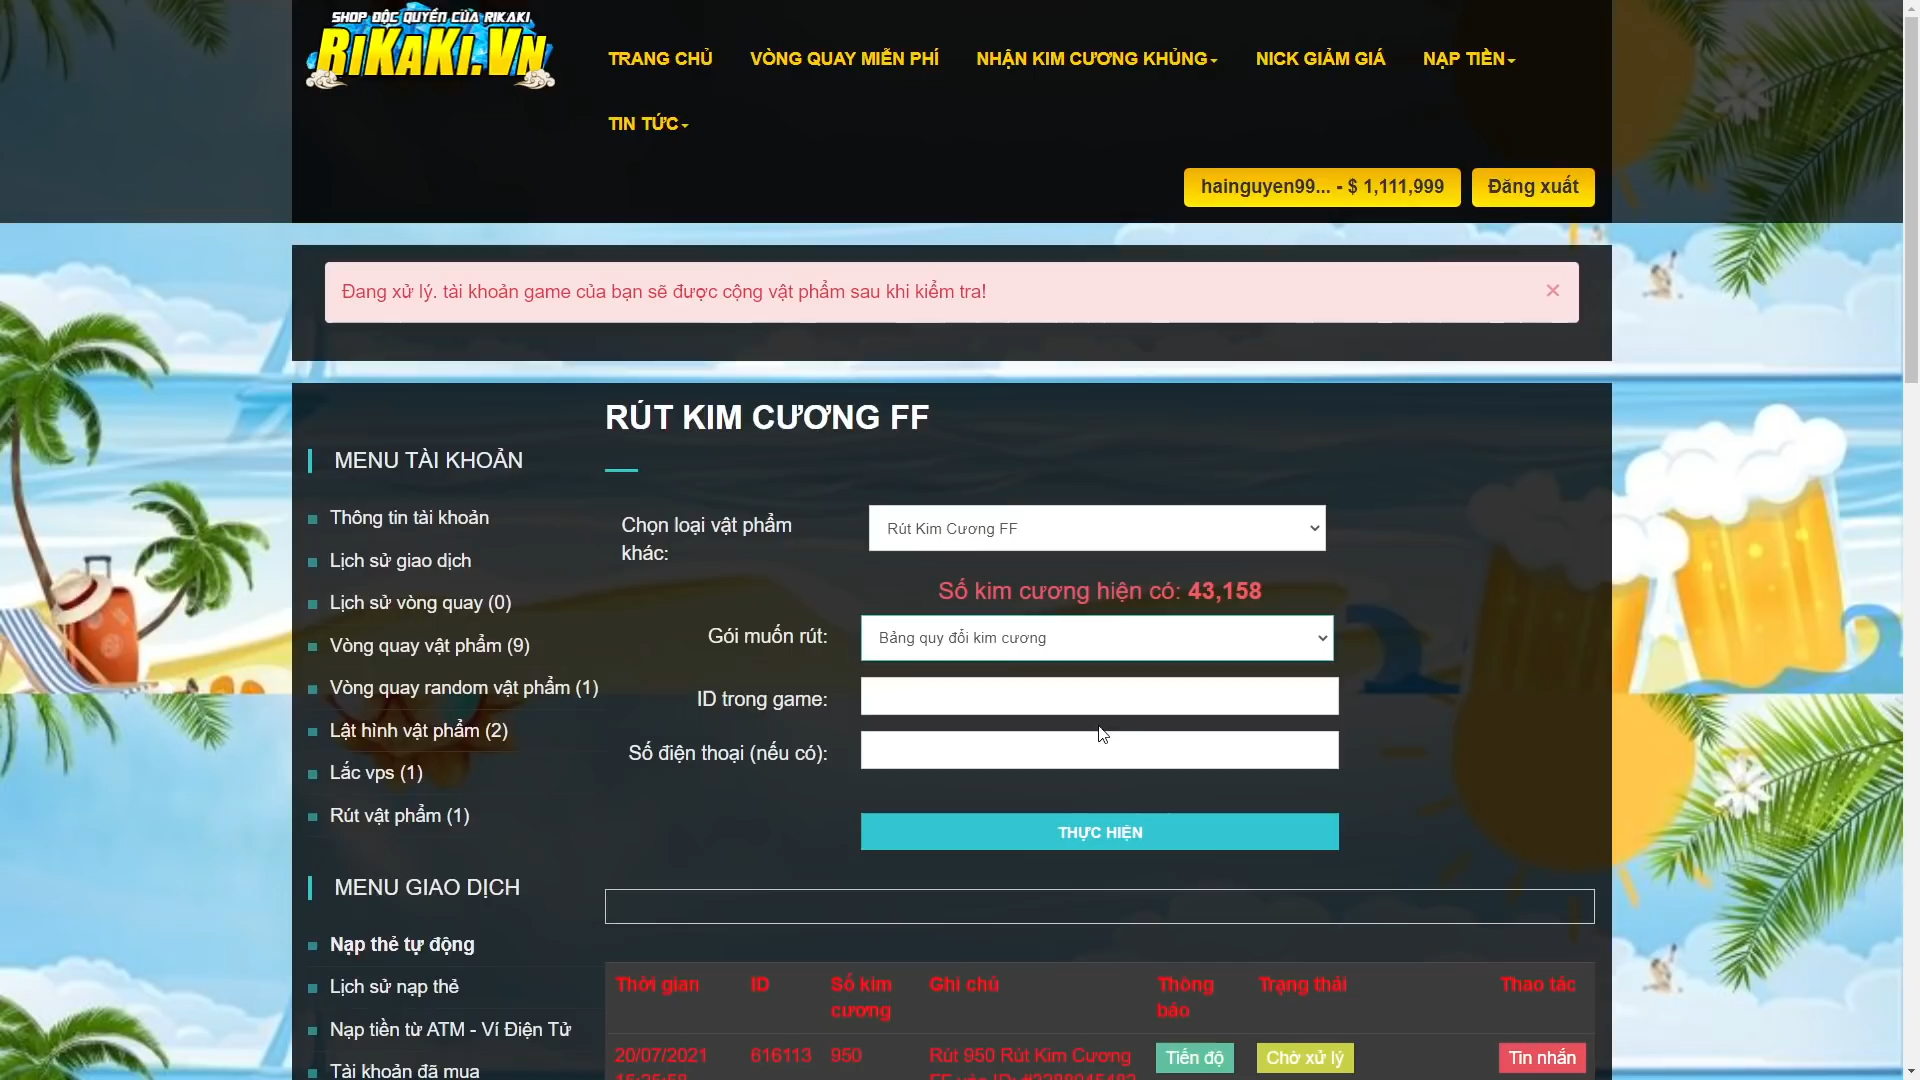 SHOP ĐỘC QUYỀN CỦA RIKAKI
RIKAKI.VN
TRANG CHỦ
VÒNG QUAY MIỄN PHÍ
NHẬN KIM CƯƠNG KHỦNG
NICK GIẢM GIÁ
NẠP TIỀN
TIN TỨC
hainguyen99... - $ 1,111,999
Đăng xuất
Đang xử lý. tài khoản game của bạn sẽ được cộng vật phẩm sau khi kiểm tra!
×
RÚT KIM CƯƠNG FF
MENU TÀI KHOẢN
Thông tin tài khoản
Lịch sử giao dịch
Lịch sử vòng quay (0)
Vòng quay vật phẩm (9)
Vòng quay random vật phẩm (1)
Lật hình vật phẩm (2)
Lắc vps (1)
Rút vật phẩm (1)
MENU GIAO DỊCH
Nạp thẻ tự động
Lịch sử nạp thẻ
Nạp tiền từ ATM - Ví Điện Tử
Tài khoản đã mua
Chọn loại vật phẩm
khác:
Rút Kim Cương FF
Số kim cương hiện có: 43,158
Gói muốn rút:
Bảng quy đổi kim cương
ID trong game:
Số điện thoại (nếu có):
THỰC HIỆN
Thời gian
ID
Số kim
cương
Ghi chú
Thông
báo
Trạng thái
Thao tác
20/07/2021
616113
950
Rút 950 Rút Kim Cương
Tiến độ
Chờ xử lý
Tin nhắn